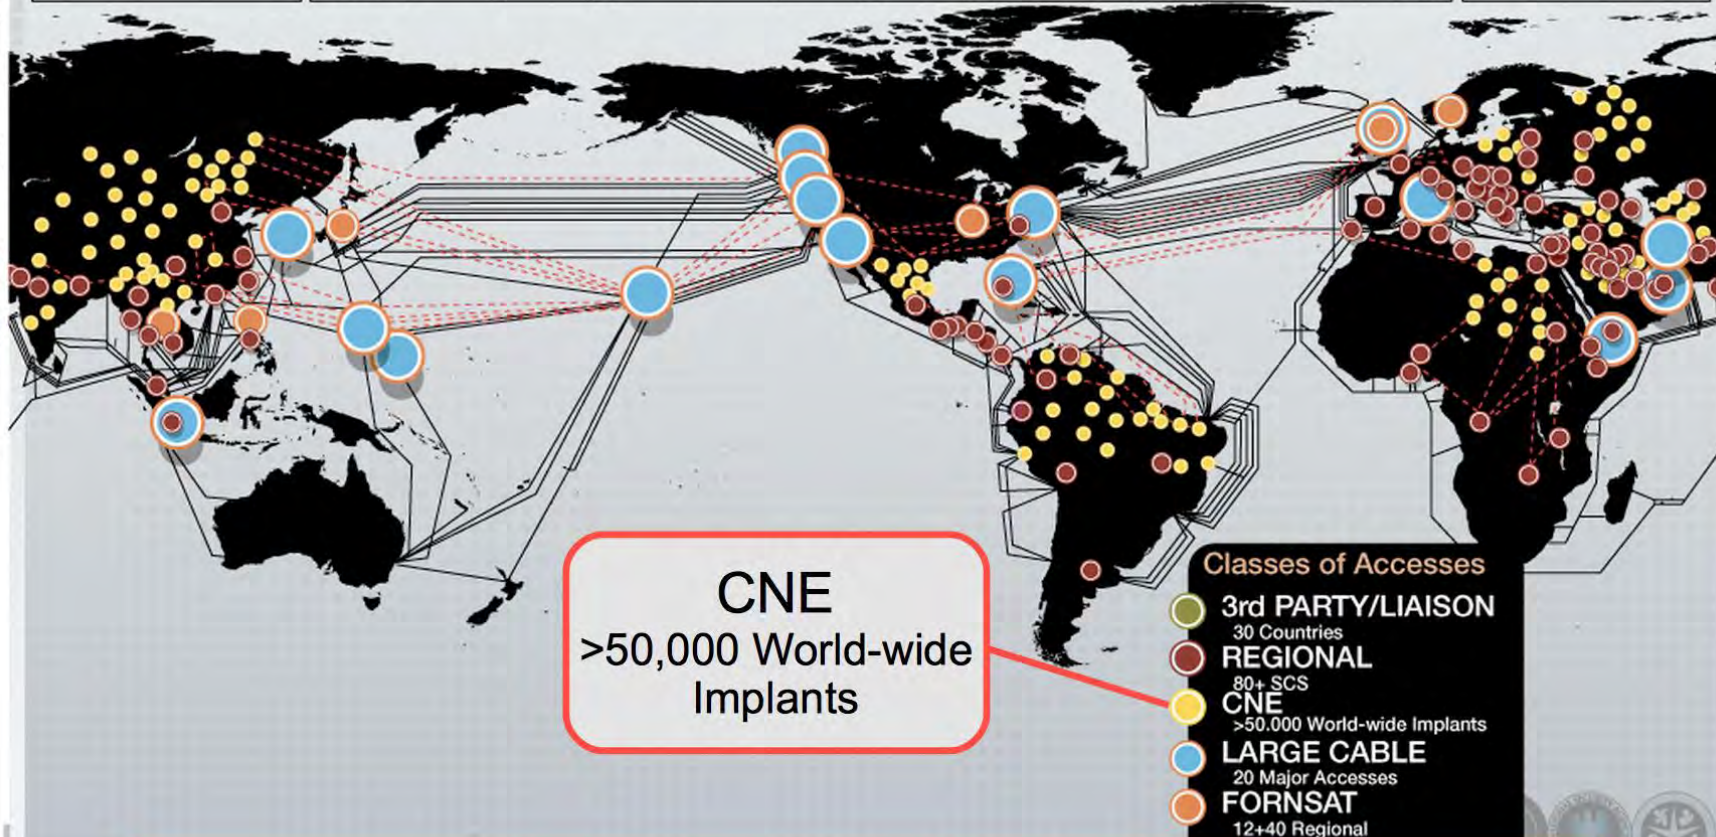 CNE
>50,000 World-wide
Implants
Classes of Accesses
3rd PARTY/LIAISON
30 Countries
REGIONAL
80+ SCS
CNE
>50.000 World-wide Implants
LARGE CABLE
20 Major Accesses
FORNSAT
12+40 Regional